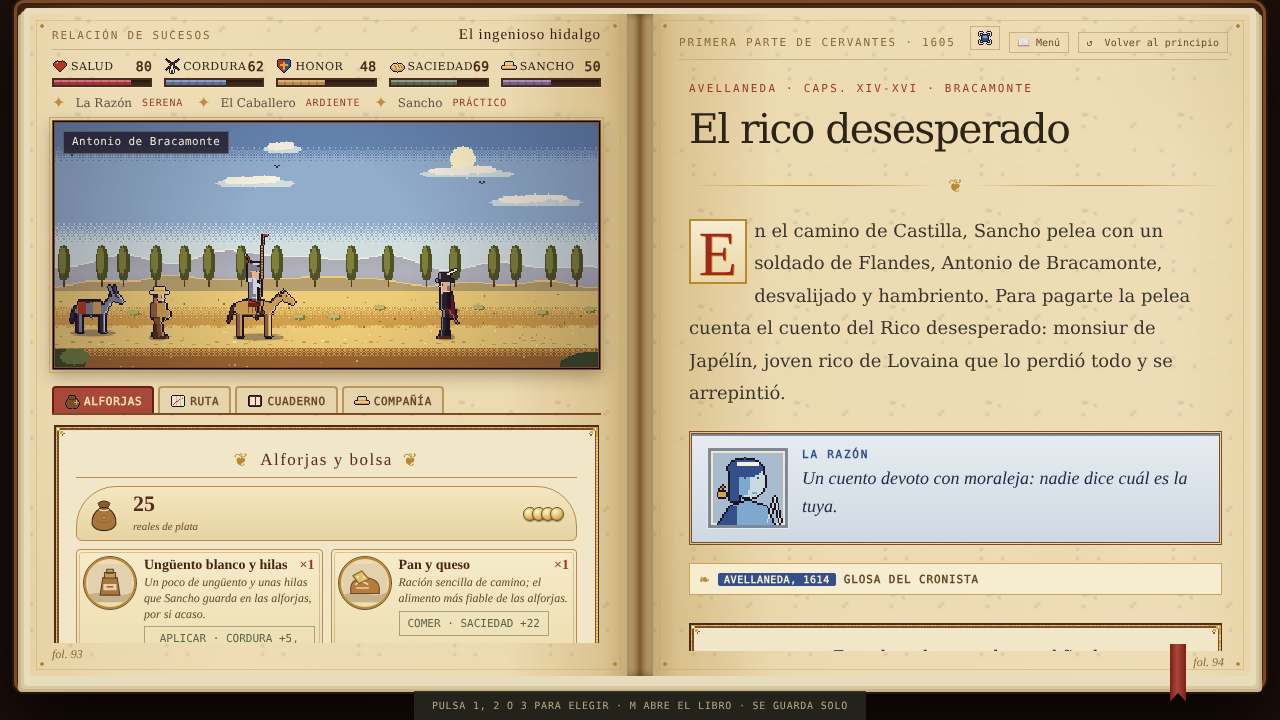 RELACIÓN DE SUCESOS
El ingenioso hidalgo
SALUD 80
CORDURA 62
HONOR 48
SACIEDAD 69
SANCHO 50
La Razón SERENA
El Caballero ARDIENTE
Sancho PRÁCTICO
Antonio de Bracamonte
ALFORJAS
RUTA
CUADERNO
COMPAÑÍA
Alforjas y bolsa
25
reales de plata
Ungüento blanco y hilas ×1
Un poco de ungüento y unas hilas
que Sancho guarda en las alforjas,
por si acaso.
APLICAR · CORDURA +5,
Pan y queso ×1
Ración sencilla de camino; el
alimento más fiable de las alforjas.
COMER · SACIEDAD +22
fol. 93
PRIMERA PARTE DE CERVANTES · 1605
Menú
↺ Volver al principio
AVELLANEDA · CAPS. XIV-XVI · BRACAMONTE
El rico desesperado
En el camino de Castilla, Sancho pelea con un
soldado de Flandes, Antonio de Bracamonte,
desvalijado y hambriento. Para pagarte la pelea
cuenta el cuento del Rico desesperado: monsiur de
Japélín, joven rico de Lovaina que lo perdió todo y se
arrepintió.
LA RAZÓN
Un cuento devoto con moraleja: nadie dice cuál es la
tuya.
AVELLANEDA, 1614 GLOSA DEL CRONISTA
fol. 94
PULSA 1, 2 O 3 PARA ELEGIR · M ABRE EL LIBRO · SE GUARDA SOLO